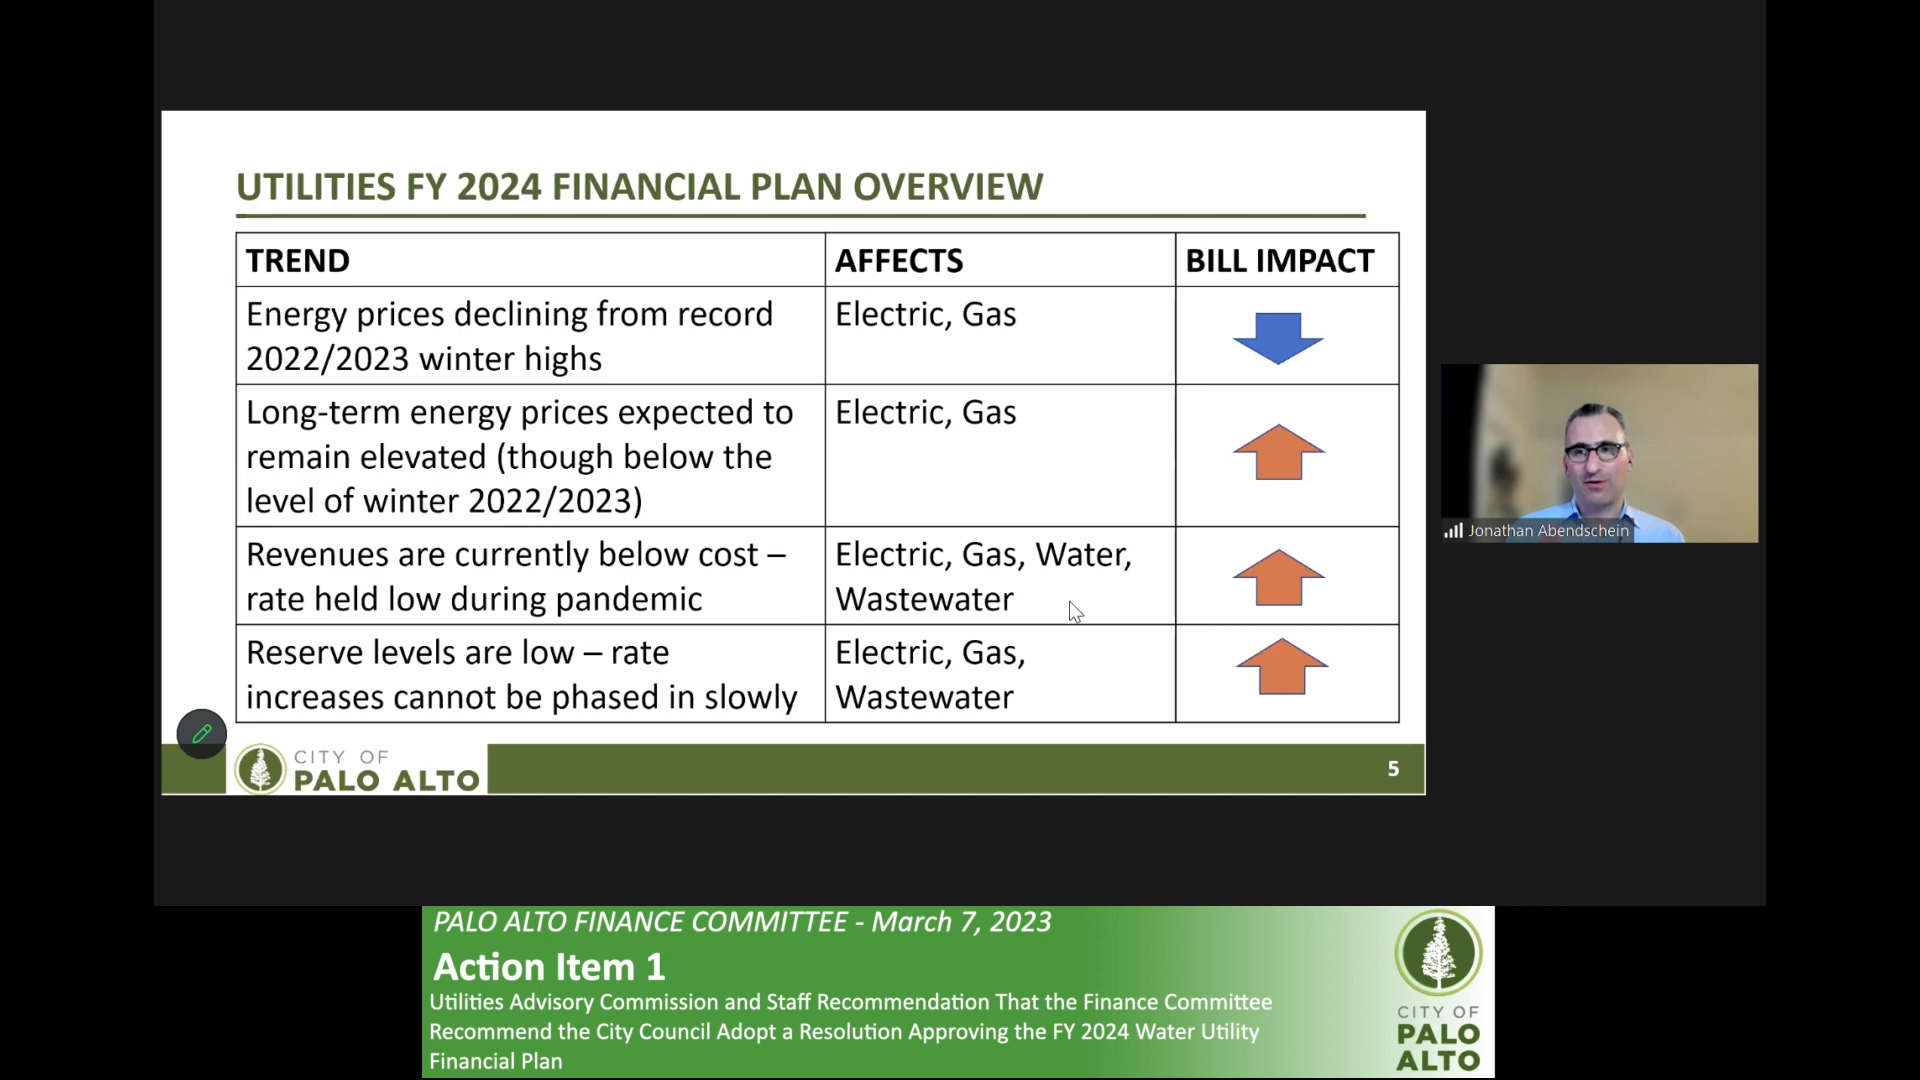 UTILITIES FY 2024 FINANCIAL PLAN OVERVIEW
TREND
AFFECTS
BILL IMPACT
Energy prices declining from record
2022/2023 winter highs
Electric, Gas
Long-term energy prices expected to
remain elevated (though below the
level of winter 2022/2023)
Electric, Gas
Revenues are currently below cost –
rate held low during pandemic
Electric, Gas, Water,
Wastewater
Reserve levels are low – rate
increases cannot be phased in slowly
Electric, Gas,
Wastewater
CITY OF
PALO ALTO
5
Jonathan Abendschein
PALO ALTO FINANCE COMMITTEE - March 7, 2023
Action Item 1
Utilities Advisory Commission and Staff Recommendation That the Finance Committee
Recommend the City Council Adopt a Resolution Approving the FY 2024 Water Utility
Financial Plan
CITY OF
PALO
ALTO